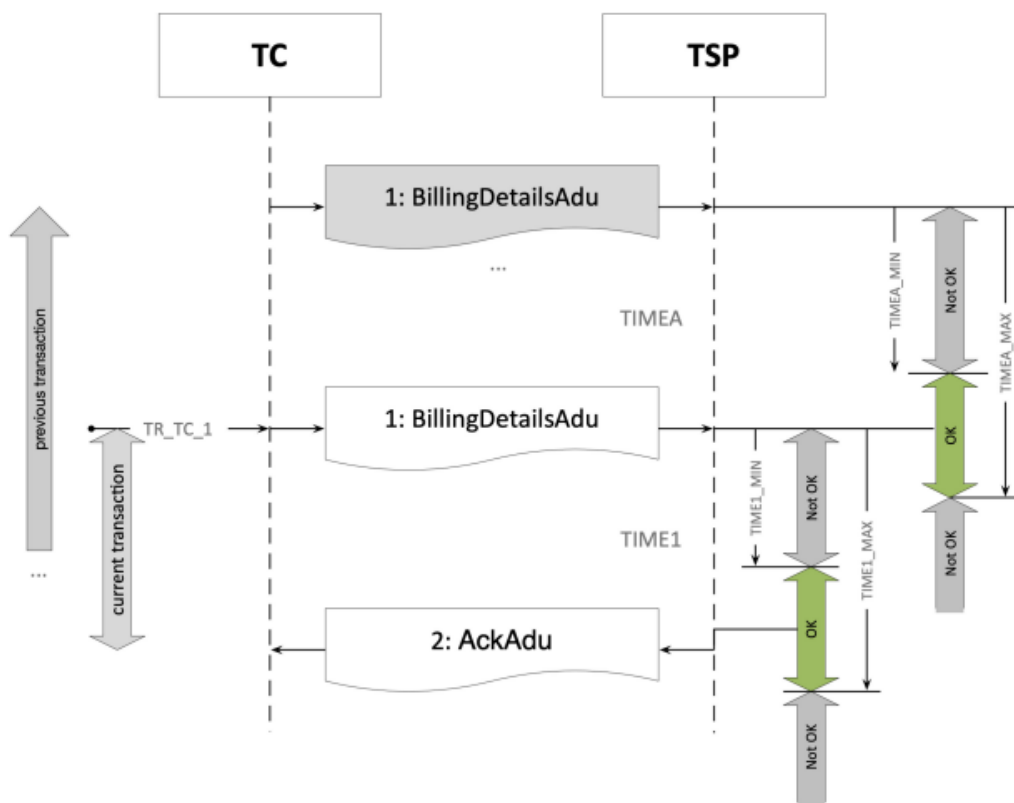 TC
TSP
1: BillingDetailsAdu
...
TIMEA
TIMEA_MIN
Not OK
TIMEA_MAX
previous transaction
...
TR_TC_1
1: BillingDetailsAdu
OK
current transaction
TIME1
TIME1_MIN
Not OK
TIME1_MAX
Not OK
2: AckAdu
OK
Not OK